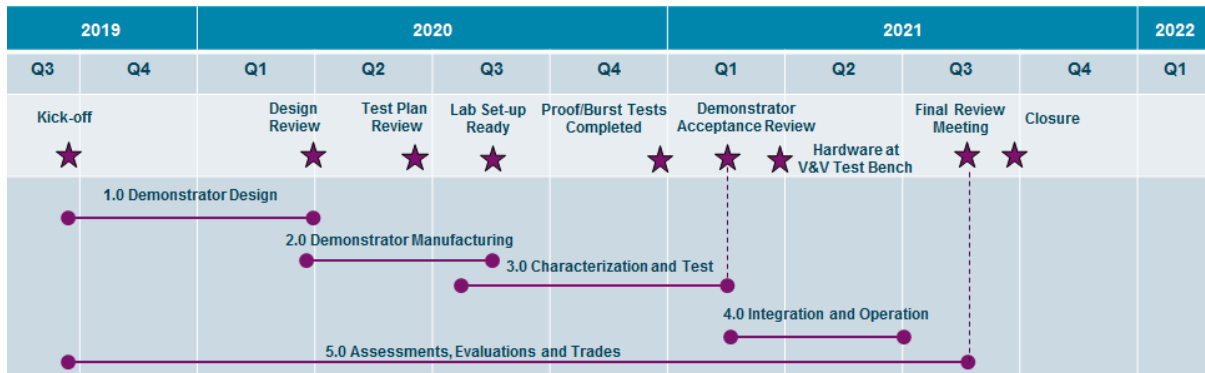 2019 2020 2021 2022
Q3 Q4 Q1 Q2 Q3 Q4 Q1 Q2 Q3 Q4 Q1
Kick-off
Design
Review
Test Plan
Review
Lab Set-up
Ready
Proof/Burst Tests
Completed
Demonstrator
Acceptance Review
Hardware at
V&V Test Bench
Final Review
Meeting
Closure
1.0 Demonstrator Design
2.0 Demonstrator Manufacturing
3.0 Characterization and Test
4.0 Integration and Operation
5.0 Assessments, Evaluations and Trades